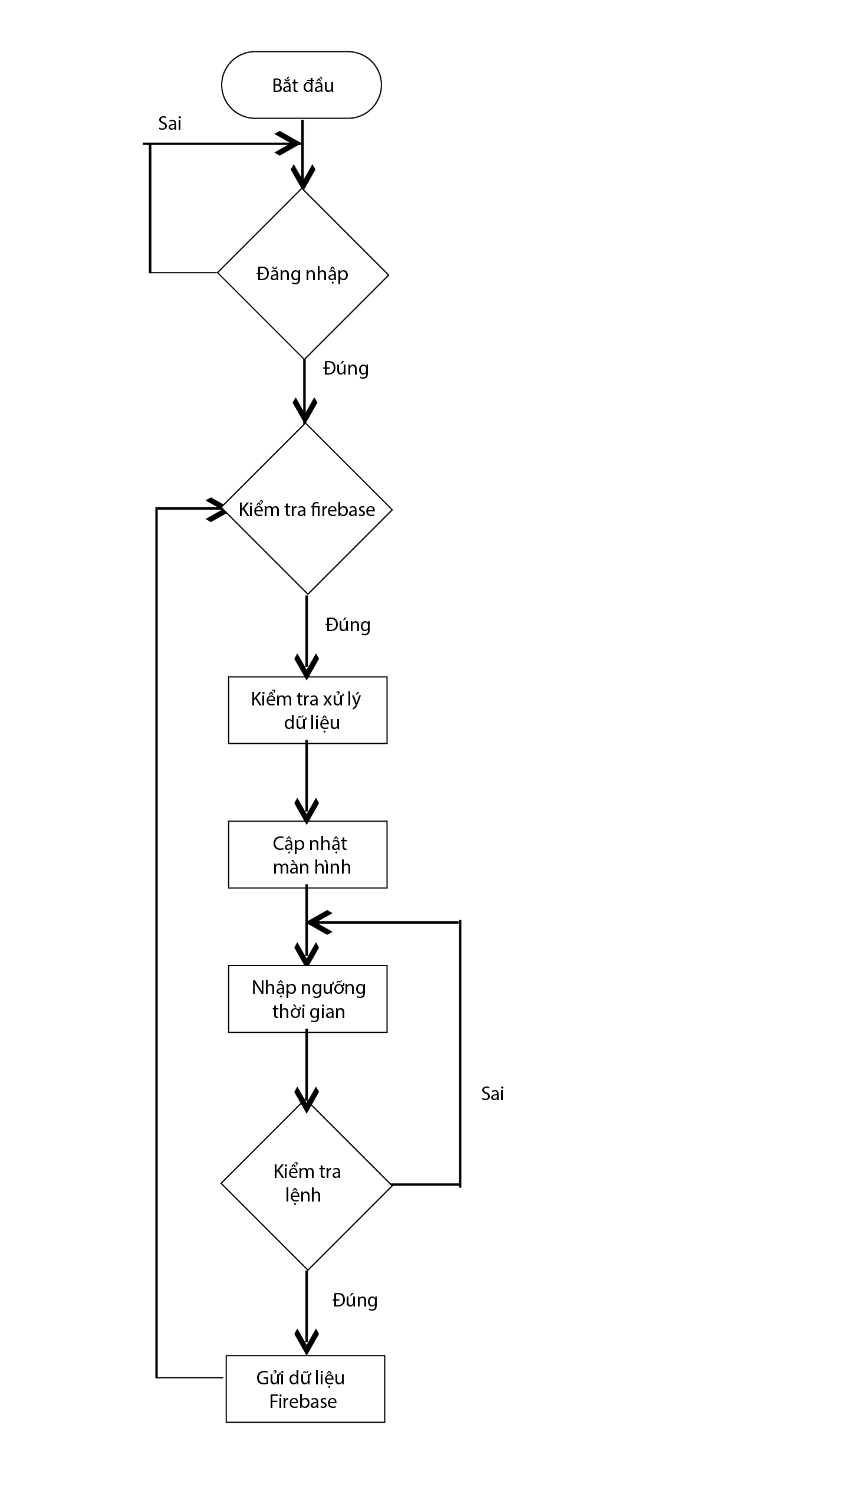 Bắt đầu
Sai
Đăng nhập
Đúng
Kiểm tra firebase
Đúng
Kiểm tra xử lý
dữ liệu
Cập nhật
màn hình
Nhập ngưỡng
thời gian
Sai
Kiểm tra
lệnh
Đúng
Gửi dữ liệu
Firebase